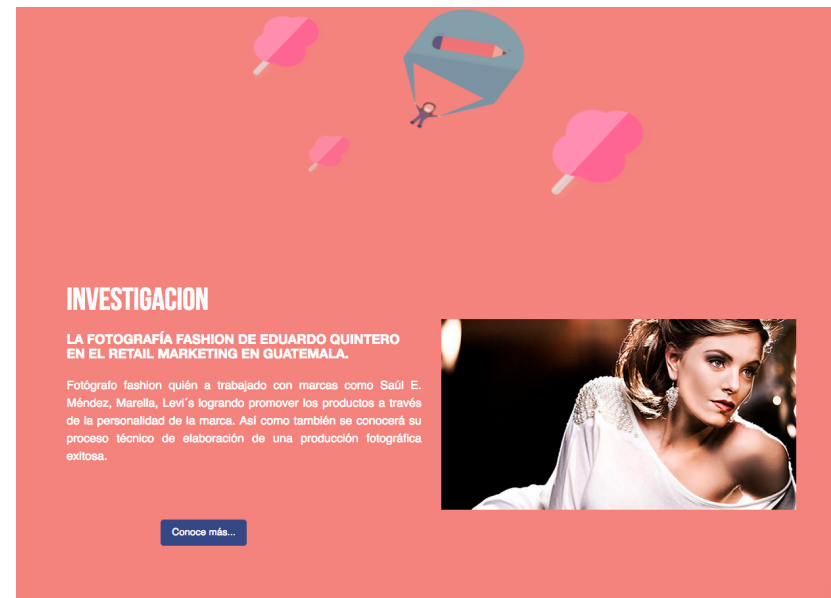 INVESTIGACION
LA FOTOGRAFÍA FASHION DE EDUARDO QUINTERO
EN EL RETAIL MARKETING EN GUATEMALA.
Fotógrafo fashion quién a trabajado con marcas como Saúl E.
Méndez, Marella, Levi´s logrando promover los productos a través
de la personalidad de la marca. Así como también se conocerá su
proceso técnico de elaboración de una producción fotográfica
exitosa.
Conoce más...